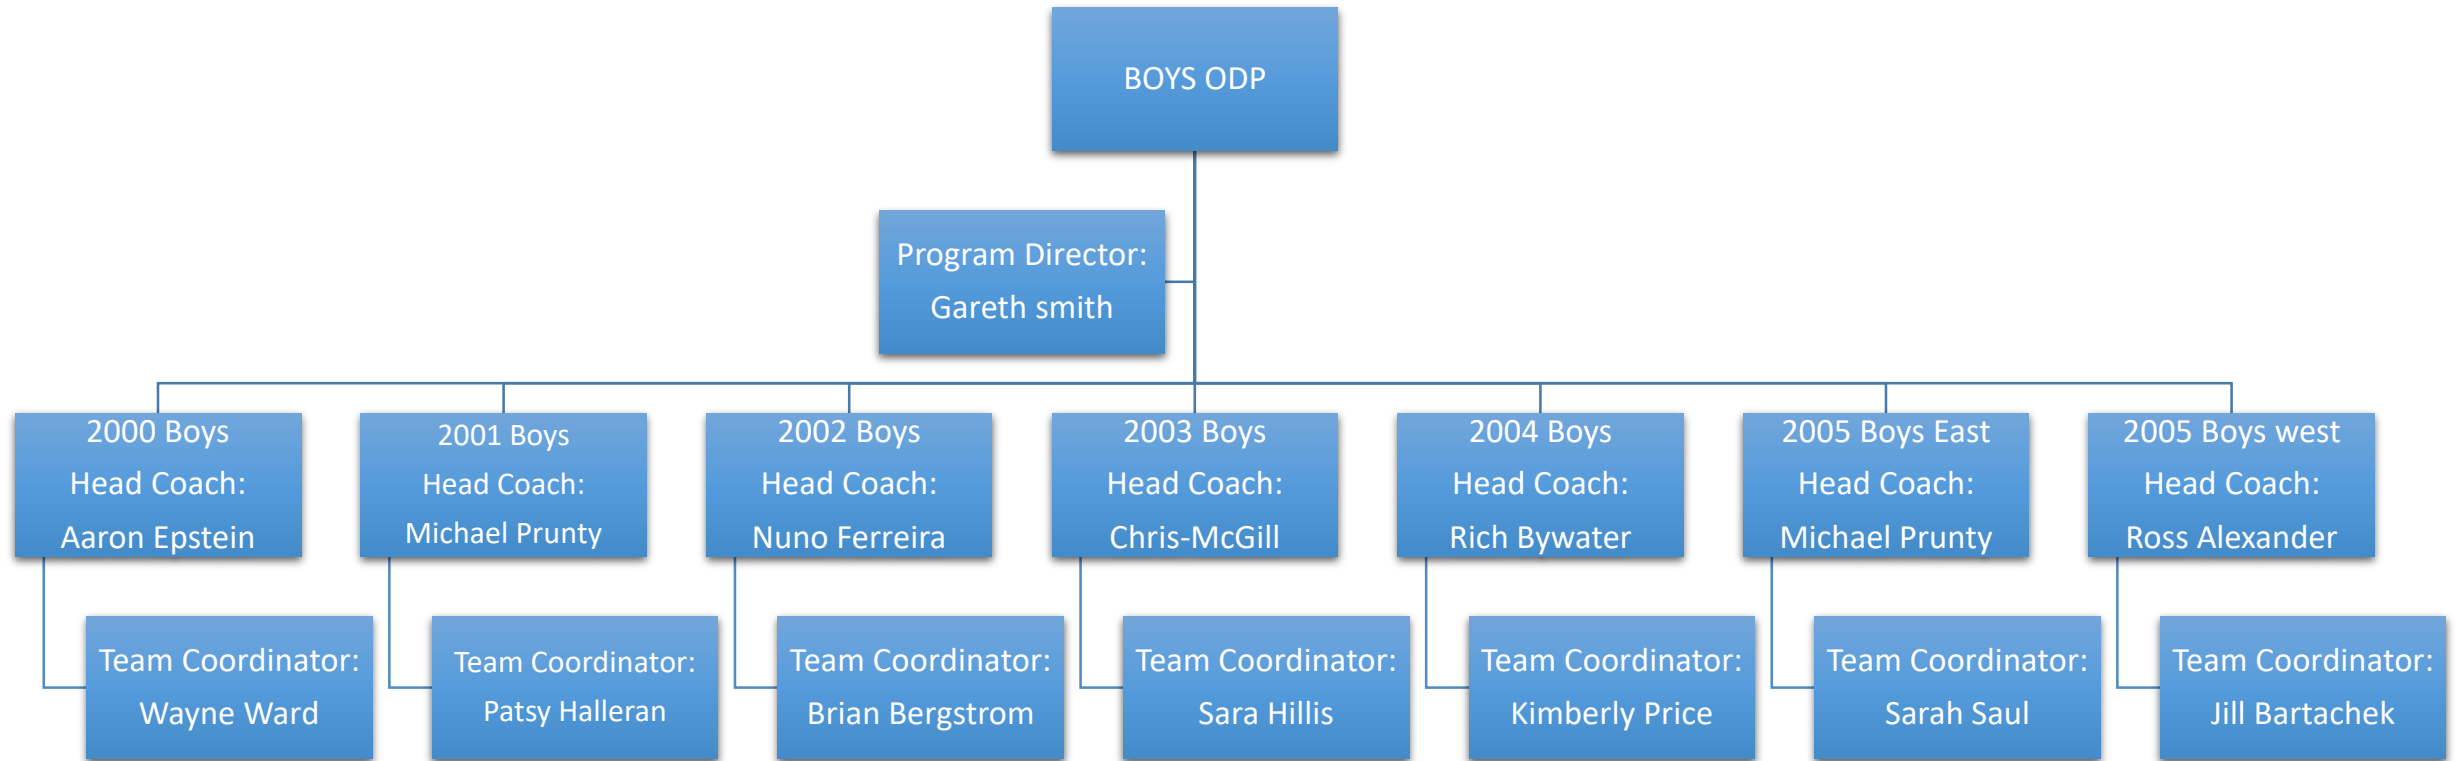 BOYS ODP
Program Director:
Gareth smith
2000 Boys
Head Coach:
Aaron Epstein
2001 Boys
Head Coach:
Michael Prunty
2002 Boys
Head Coach:
Nuno Ferreira
2003 Boys
Head Coach:
Chris-McGill
2004 Boys
Head Coach:
Rich Bywater
2005 Boys East
Head Coach:
Michael Prunty
2005 Boys west
Head Coach:
Ross Alexander
Team Coordinator:
Wayne Ward
Team Coordinator:
Patsy Halleran
Team Coordinator:
Brian Bergstrom
Team Coordinator:
Sara Hillis
Team Coordinator:
Kimberly Price
Team Coordinator:
Sarah Saul
Team Coordinator:
Jill Bartachek